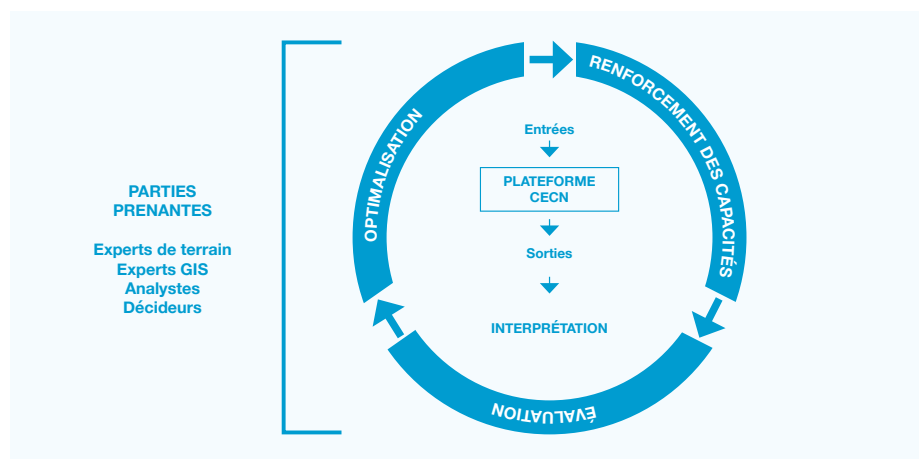 PARTIES
PRENANTES
Experts de terrain
Experts GIS
Analystes
Décideurs
OPTIMALISATION
RENFORCEMENT DES CAPACITÉS
ÉVALUATION
Entrées
PLATEFORME
CECN
Sorties
INTERPRÉTATION